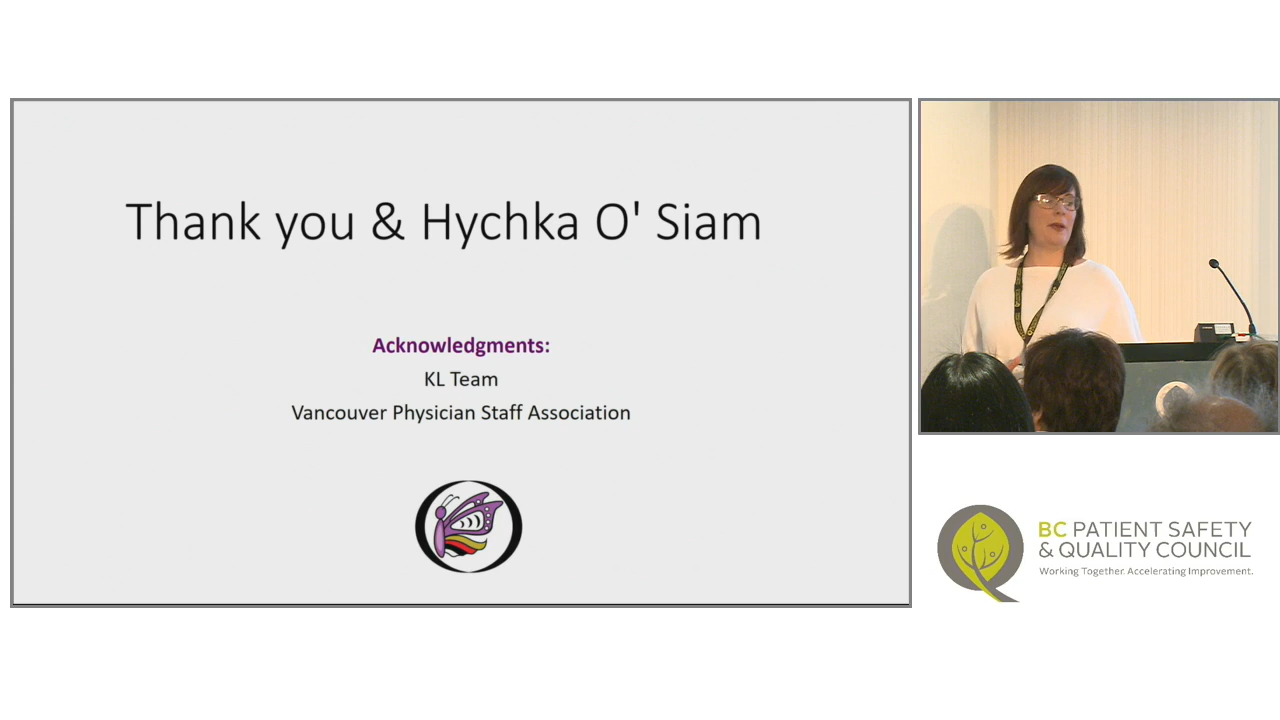 Thank you & Hychka O' Siam
Acknowledgments:
KL Team
Vancouver Physician Staff Association
BC PATIENT SAFETY
& QUALITY COUNCIL
Working Together. Accelerating Improvement.